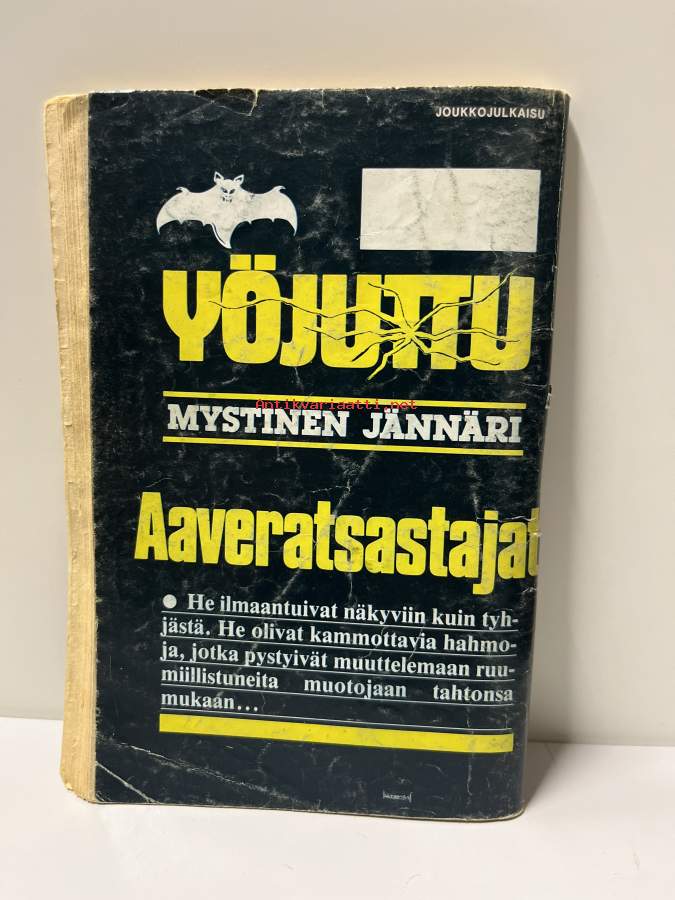 JOUKKOJULKAISU
YÖJUTTU
Antikvariaatti.net
MYSTINEN JÄNNÄRI
Aaveratsastajat
● He ilmaantuivat näkyviin kuin tyh-
jästä. He olivat kammottavia hahmo-
ja, jotka pystyivät muuttelemaan ruu-
miillistuneita muotojaan tahtonsa
mukaan...